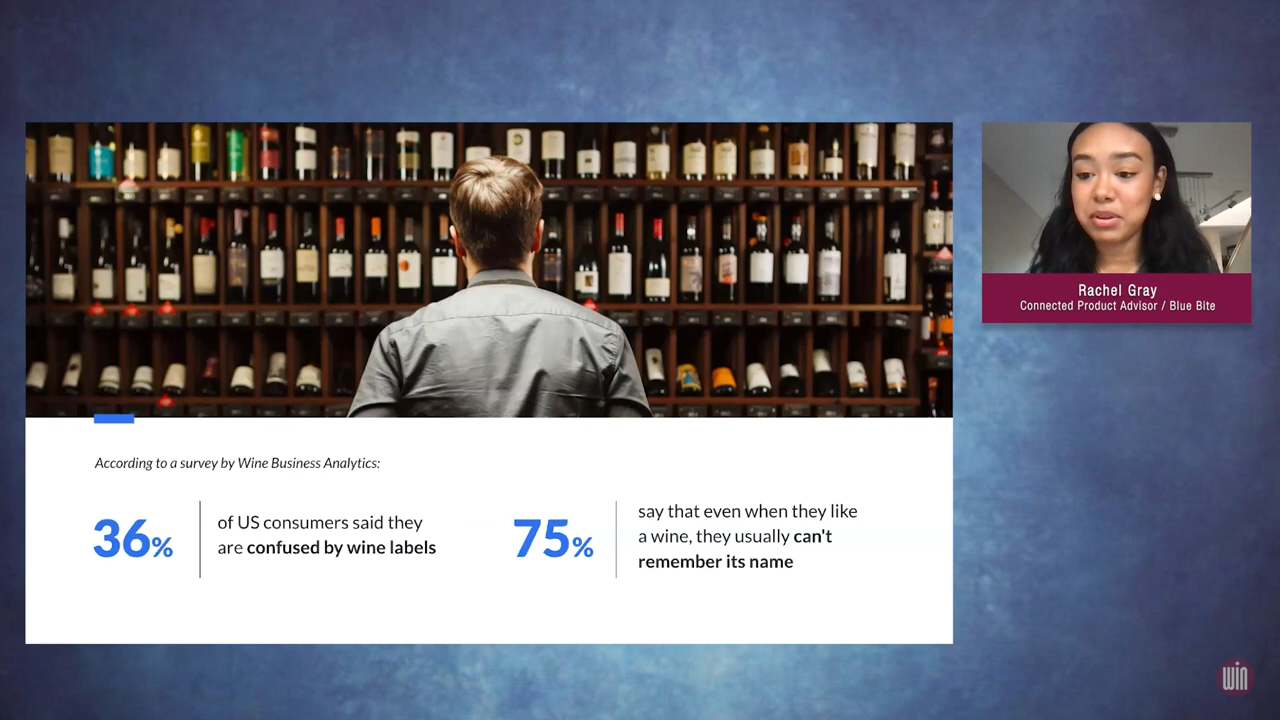 According to a survey by Wine Business Analytics:
36%
of US consumers said they
are confused by wine labels
75%
say that even when they like
a wine, they usually can't
remember its name
Rachel Gray
Connected Product Advisor / Blue Bite
win